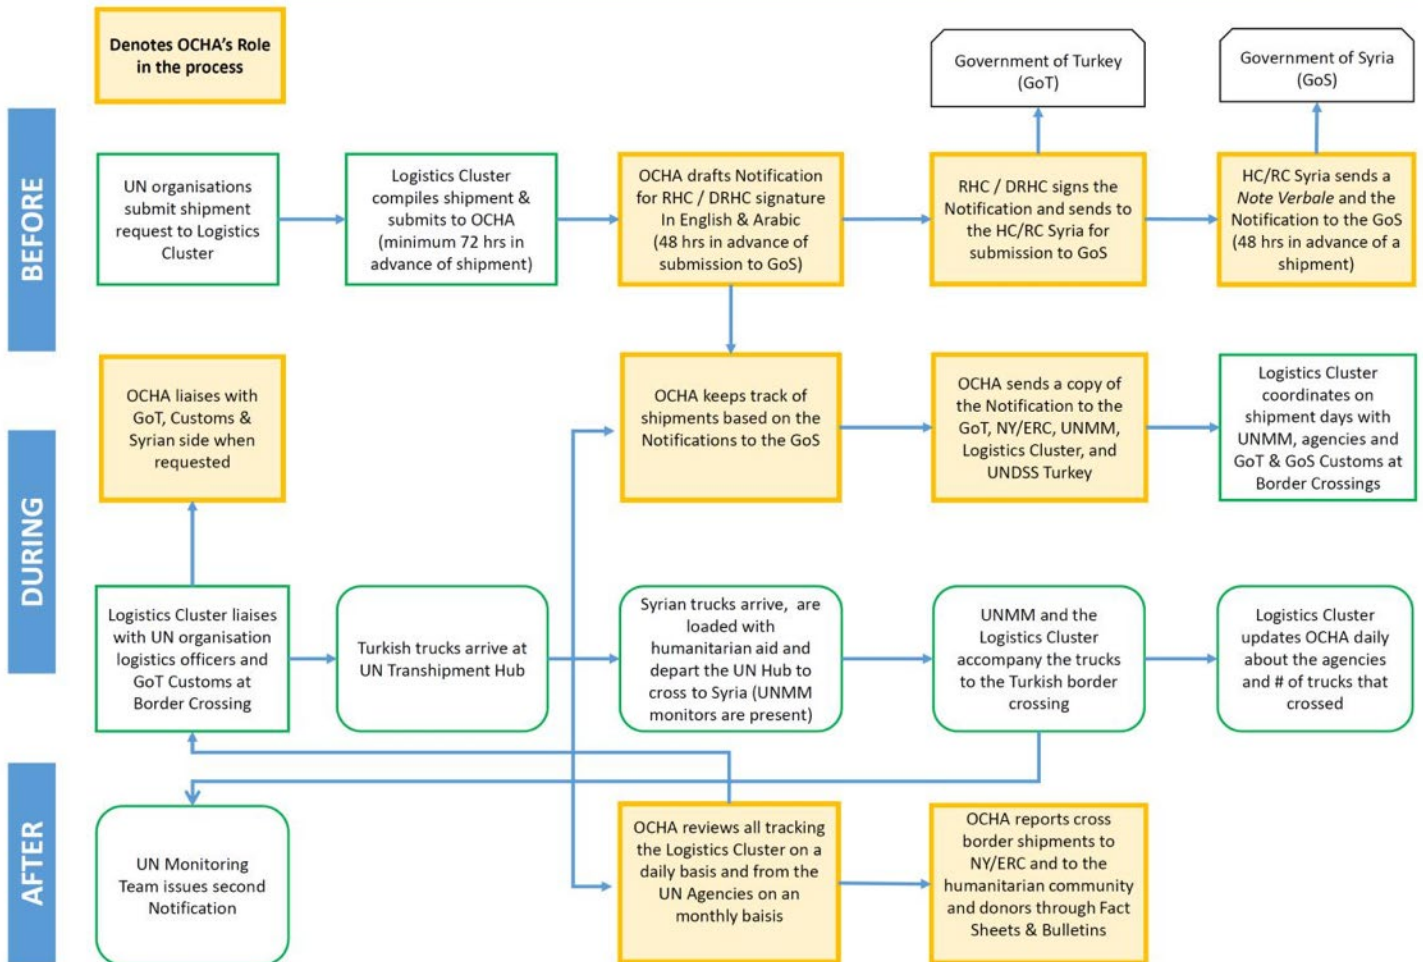 Denotes OCHA's Role
in the process
Government of Turkey
(GoT)
Government of Syria
(GoS)
BEFORE
UN organisations
submit shipment
request to Logistics
Cluster
Logistics Cluster
compiles shipment &
submits to OCHA
(minimum 72 hrs in
advance of shipment)
OCHA drafts Notification
for RHC / DRHC signature
In English & Arabic
(48 hrs in advance of
submission to GoS)
RHC / DRHC signs the
Notification and sends to
the HC/RC Syria for
submission to GoS
HC/RC Syria sends a
Note Verbale and the
Notification to the GoS
(48 hrs in advance of a
shipment)
DURING
OCHA liaises with
GoT, Customs &
Syrian side when
requested
OCHA keeps track of
shipments based on the
Notifications to the GoS
OCHA sends a copy of
the Notification to the
GoT, NY/ERC, UNMM,
Logistics Cluster, and
UNDSS Turkey
Logistics Cluster
coordinates on
shipment days with
UNMM, agencies and
GoT & GoS Customs at
Border Crossings
Logistics Cluster liaises
with UN organisation
logistics officers and
GoT Customs at
Border Crossing
Turkish trucks arrive at
UN Transhipment Hub
Syrian trucks arrive, are
loaded with
humanitarian aid and
depart the UN Hub to
cross to Syria (UNMM
monitors are present)
UNMM and the
Logistics Cluster
accompany the trucks
to the Turkish border
crossing
Logistics Cluster
updates OCHA daily
about the agencies
and # of trucks that
crossed
AFTER
UN Monitoring
Team issues second
Notification
OCHA reviews all tracking
the Logistics Cluster on a
daily basis and from the
UN Agencies on an
monthly baisis
OCHA reports cross
border shipments to
NY/ERC and to the
humanitarian community
and donors through Fact
Sheets & Bulletins